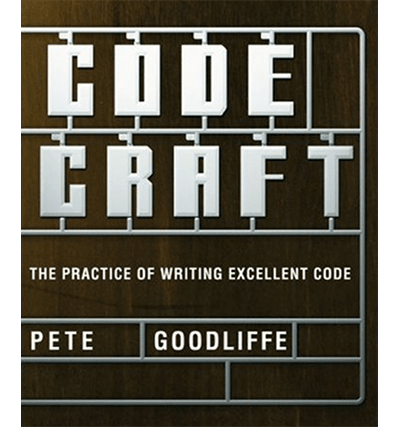 CODE
CRAFT
THE PRACTICE OF WRITING EXCELLENT CODE
PETE GOODLIFFE